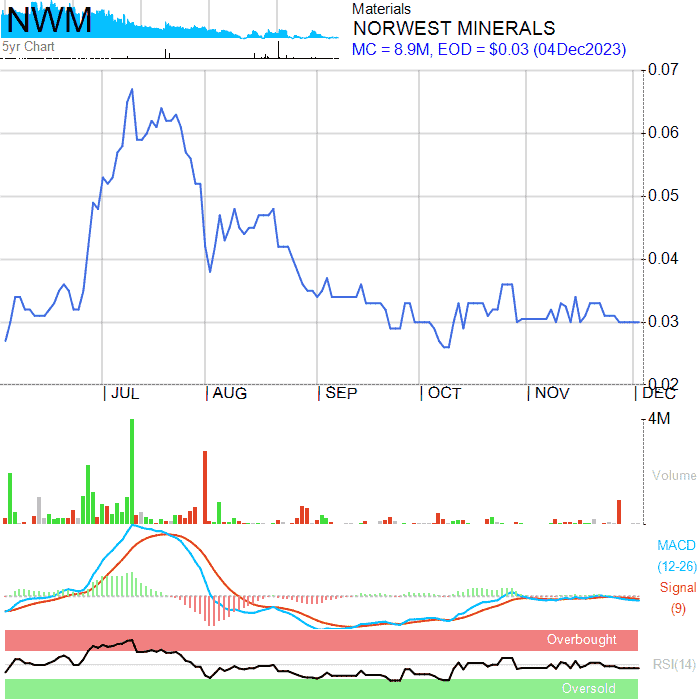 NWM
5yr Chart
Materials
NORWEST MINERALS
MC = 8.9M, EOD = $0.03 (04Dec2023)
0.07
0.06
0.05
0.04
0.03
0.02
JUL AUG SEP OCT NOV DEC
4M
Volume
MACD
(12-26)
Signal
(9)
Overbought
RSI(14)
Oversold